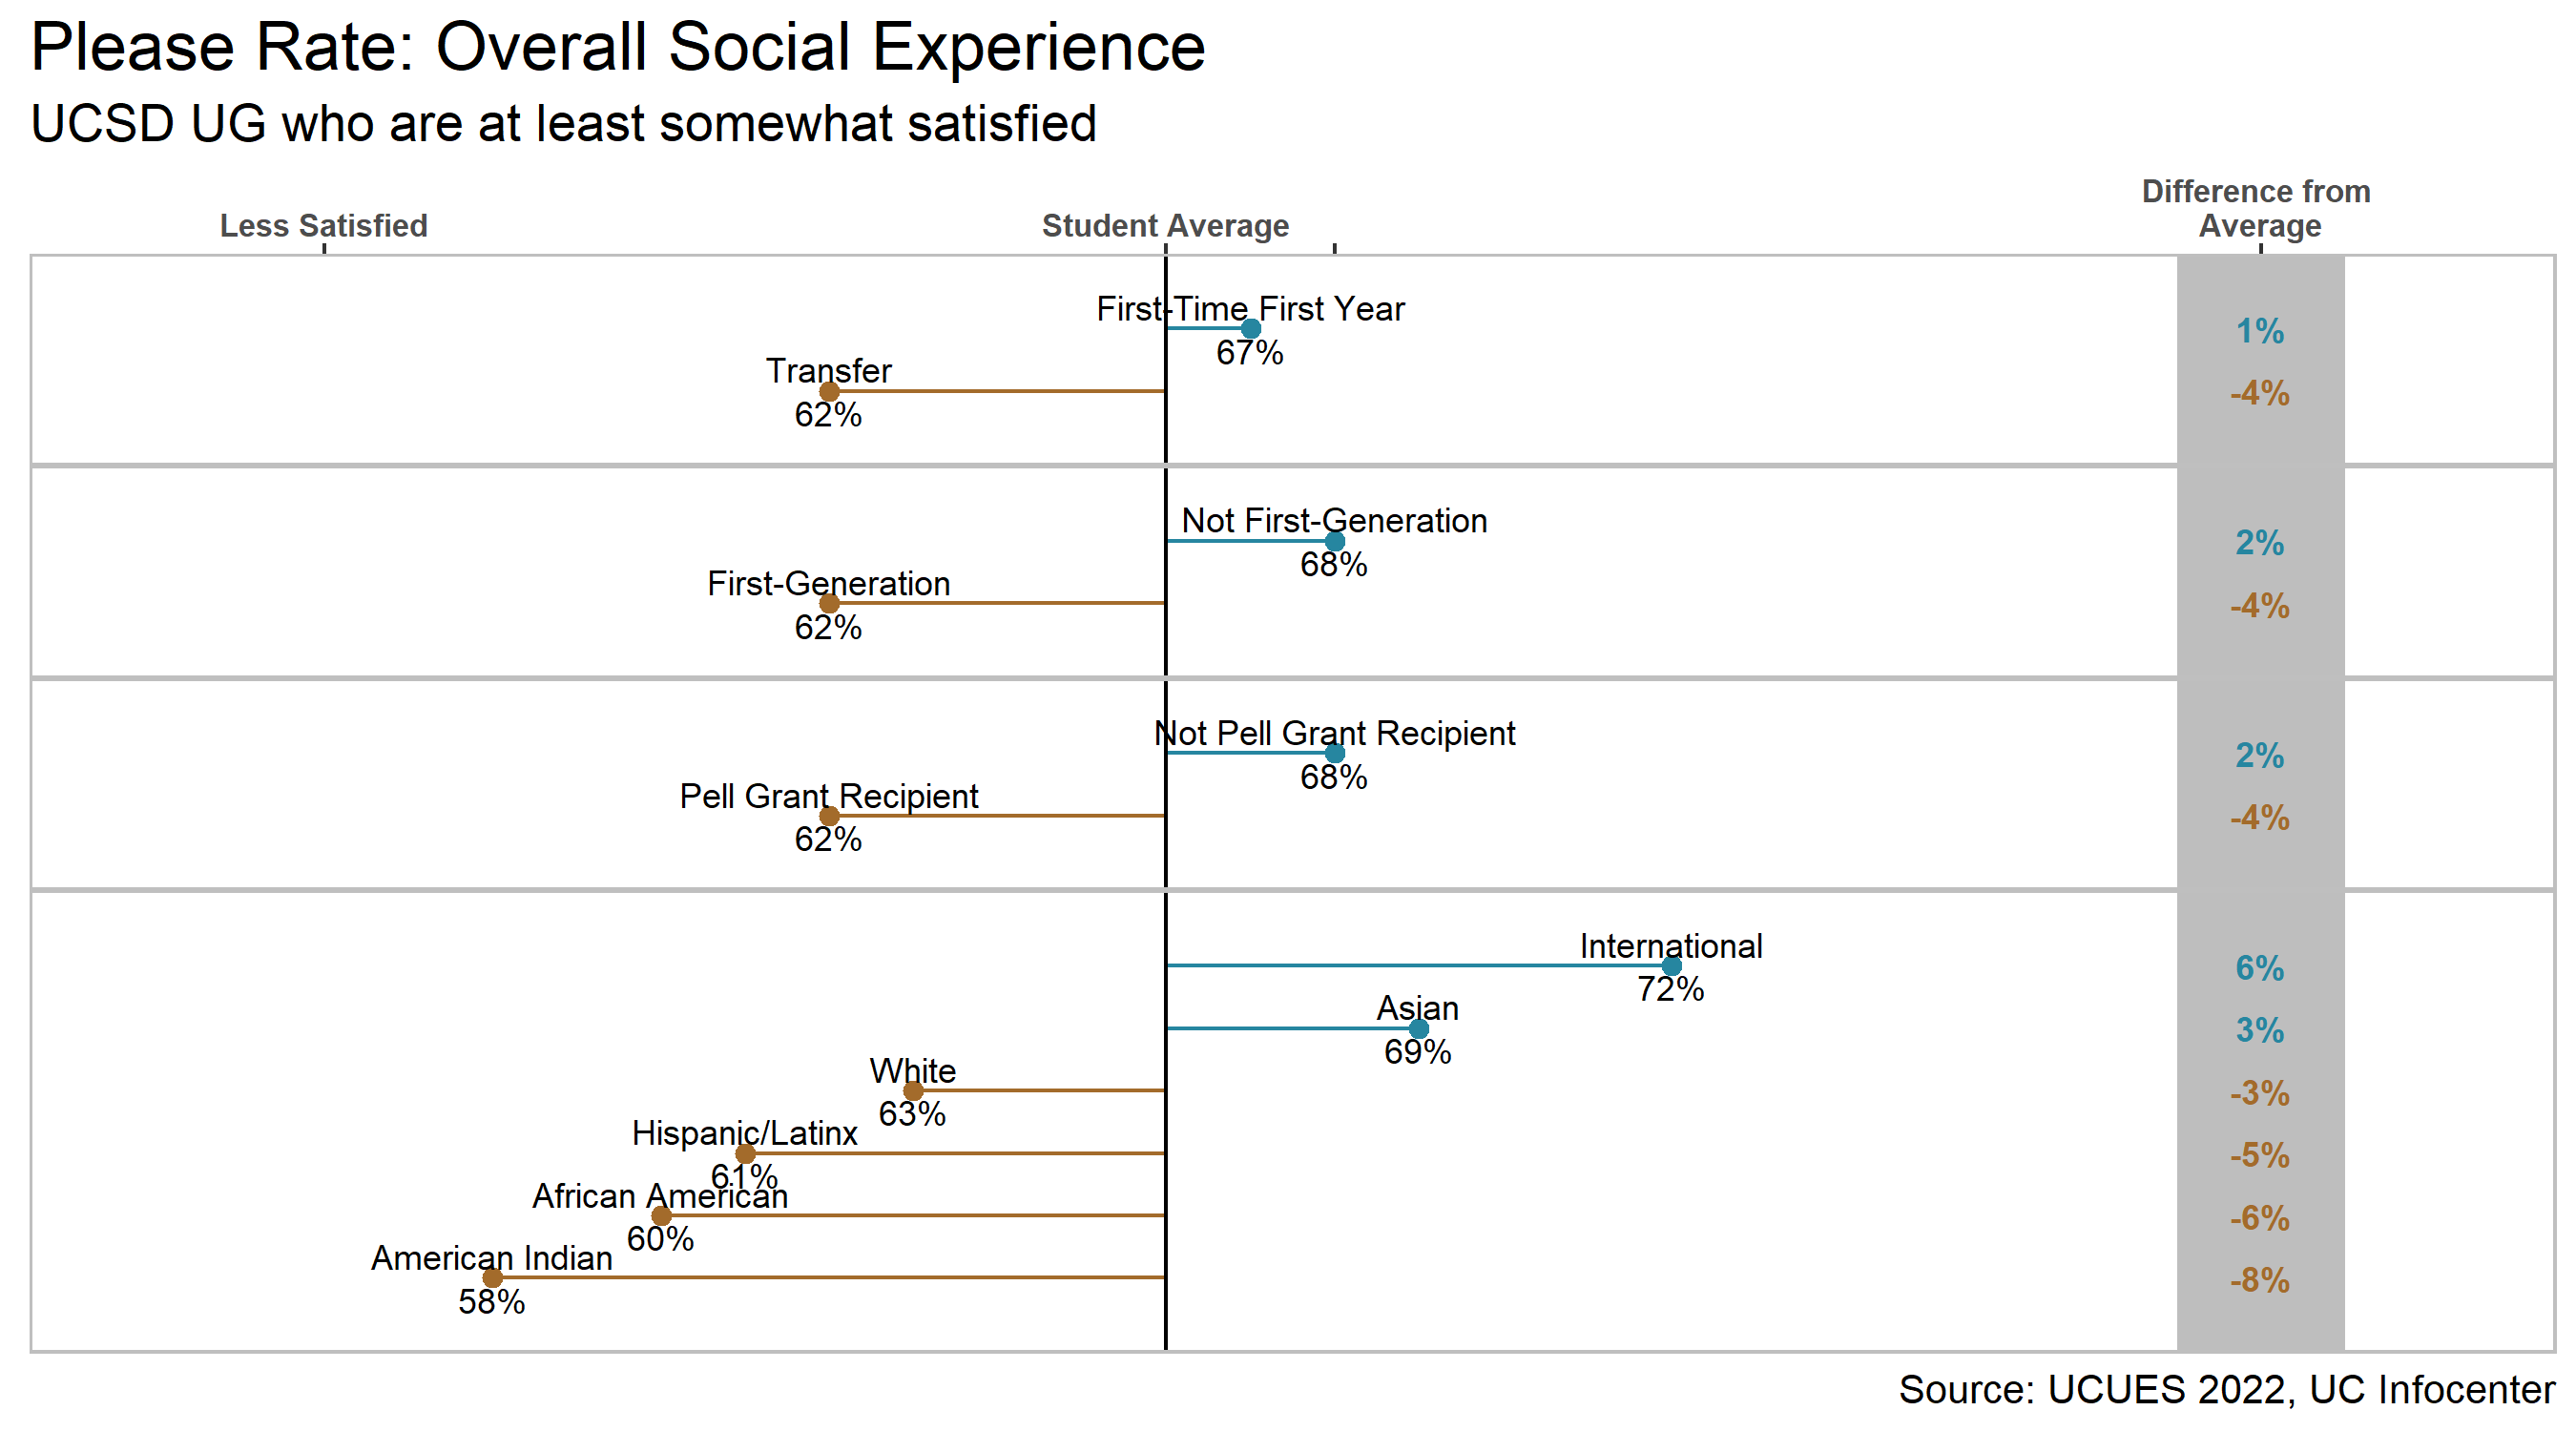 Please Rate: Overall Social Experience
UCSD UG who are at least somewhat satisfied
Less Satisfied
Student Average
Difference from
Average
First-Time First Year
67%
1%
Transfer
62%
-4%
Not First-Generation
68%
2%
First-Generation
62%
-4%
Not Pell Grant Recipient
68%
2%
Pell Grant Recipient
62%
-4%
International
72%
6%
Asian
69%
3%
White
63%
-3%
Hispanic/Latinx
61%
-5%
African American
60%
-6%
American Indian
58%
-8%
Source: UCUES 2022, UC Infocenter